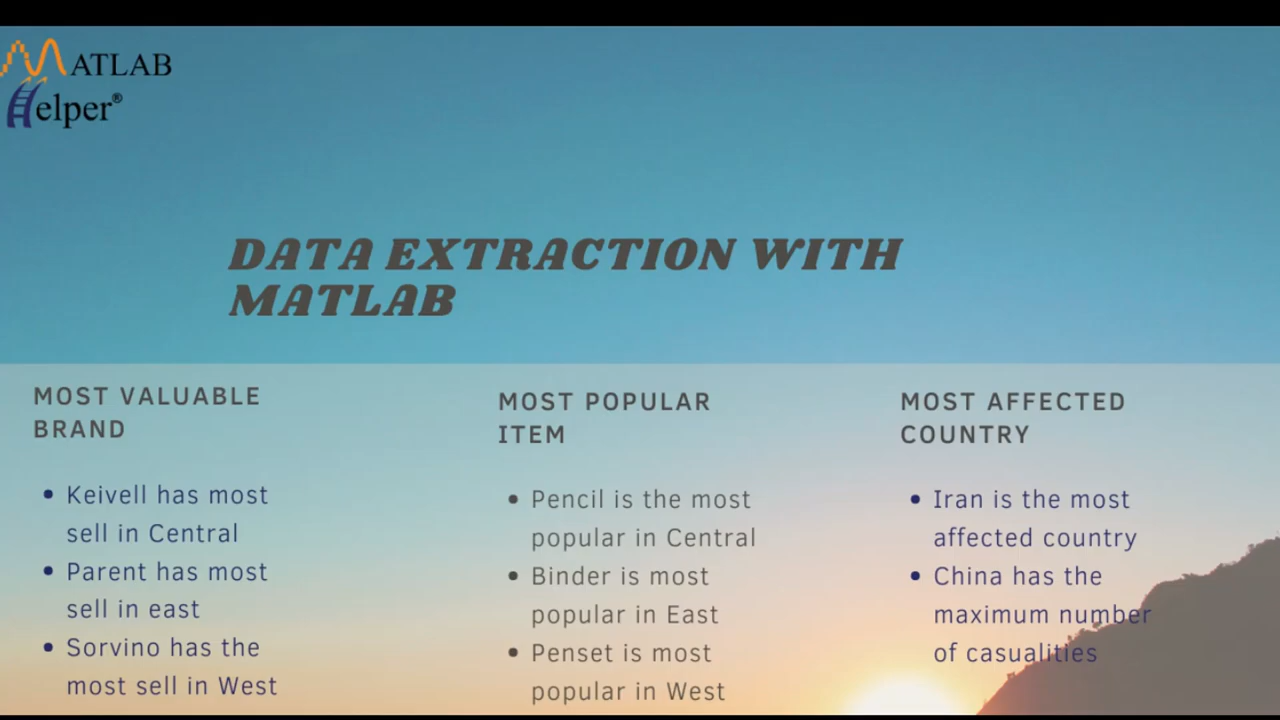 MATLAB
Helper®
DATA EXTRACTION WITH
MATLAB
MOST VALUABLE
BRAND
Keivell has most
sell in Central
Parent has most
sell in east
Sorvino has the
most sell in West
MOST POPULAR
ITEM
Pencil is the most
popular in Central
Binder is most
popular in East
Penset is most
popular in West
MOST AFFECTED
COUNTRY
Iran is the most
affected country
China has the
maximum number
of casualities